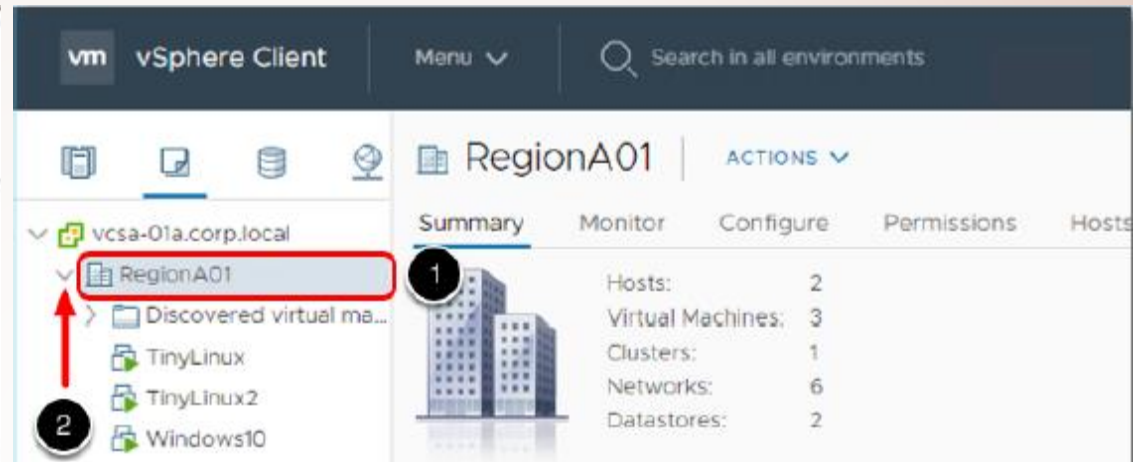 vm vSphere Client Menu Search in all environments
RegionA01 ACTIONS
vcsa-01a.corp.local
RegionA01
Discovered virtual ma...
TinyLinux
TinyLinux2
Windows10
1
2
Summary Monitor Configure Permissions Hosts
Hosts: 2
Virtual Machines: 3
Clusters: 1
Networks: 6
Datastores: 2